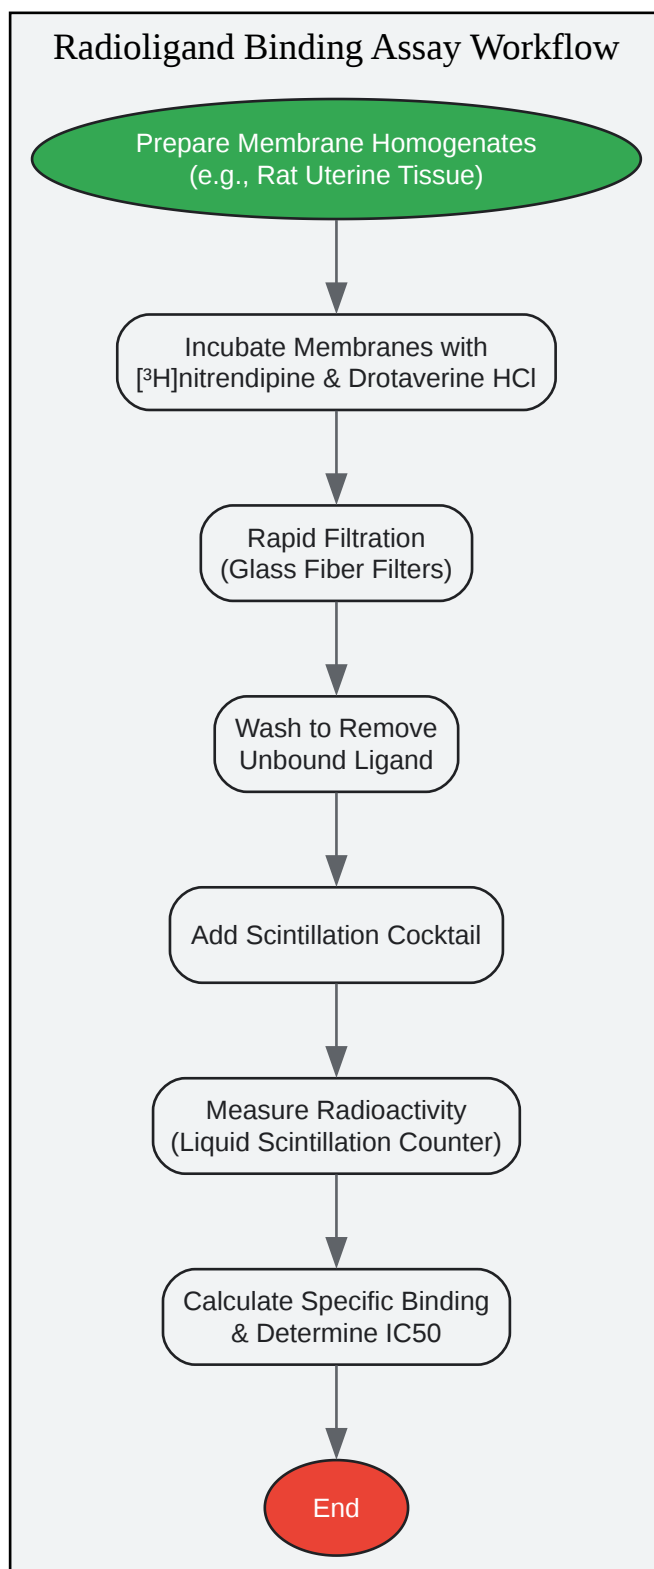 Radioligand Binding Assay Workflow
Prepare Membrane Homogenates
(e.g., Rat Uterine Tissue)
Incubate Membranes with
[³H]nitrendipine & Drotaverine HCl
Rapid Filtration
(Glass Fiber Filters)
Wash to Remove
Unbound Ligand
Add Scintillation Cocktail
Measure Radioactivity
(Liquid Scintillation Counter)
Calculate Specific Binding
& Determine IC50
End